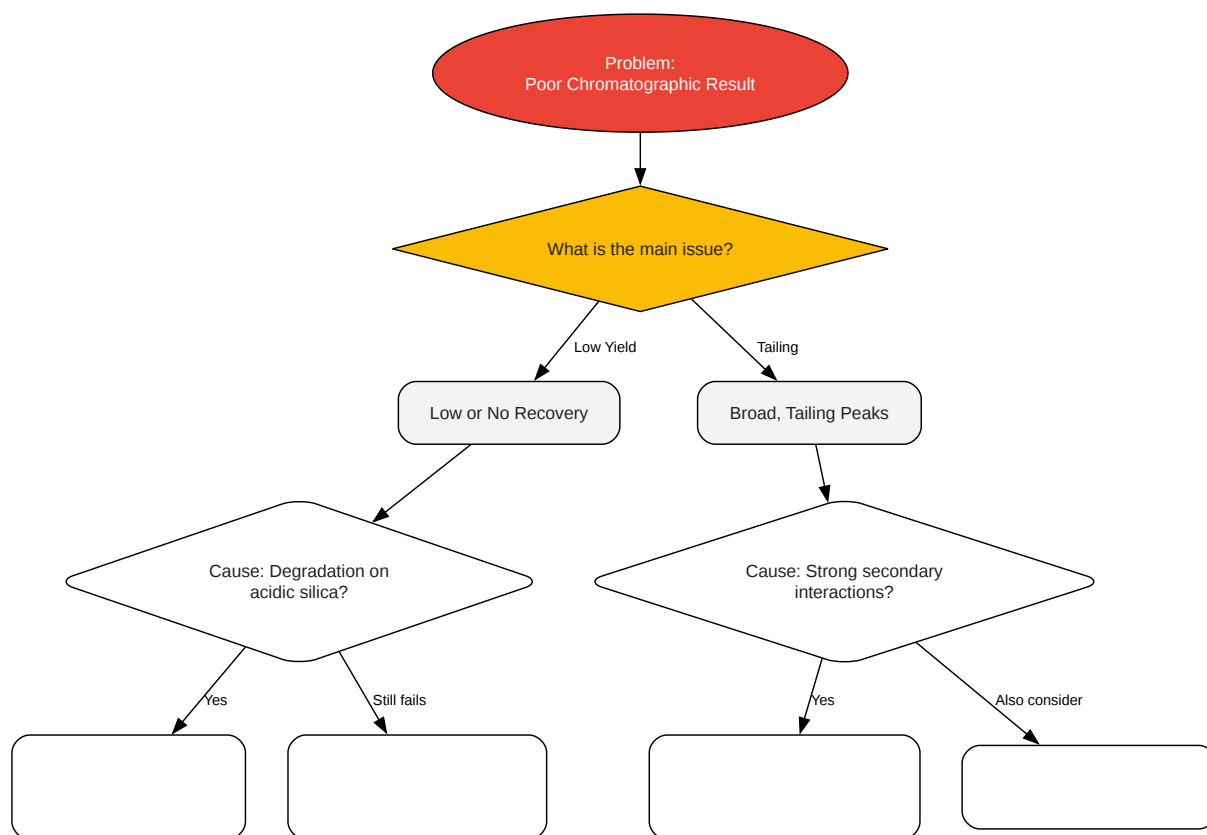 Problem:
Poor Chromatographic Result
What is the main issue?
Low Yield
Tailing
Low or No Recovery
Broad, Tailing Peaks
Cause: Degradation on
acidic silica?
Cause: Strong secondary
interactions?
Yes
Still fails
Yes
Also consider